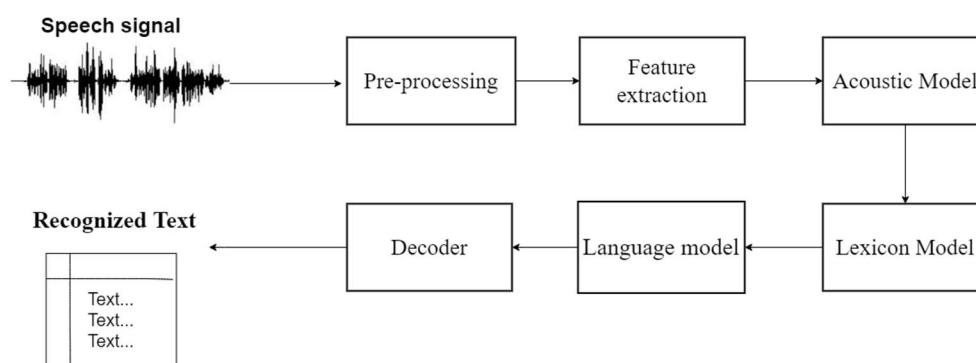 Speech signal
Pre-processing
Feature
extraction
Acoustic Model
Lexicon Model
Language model
Decoder
Recognized Text
Text...
Text...
Text...